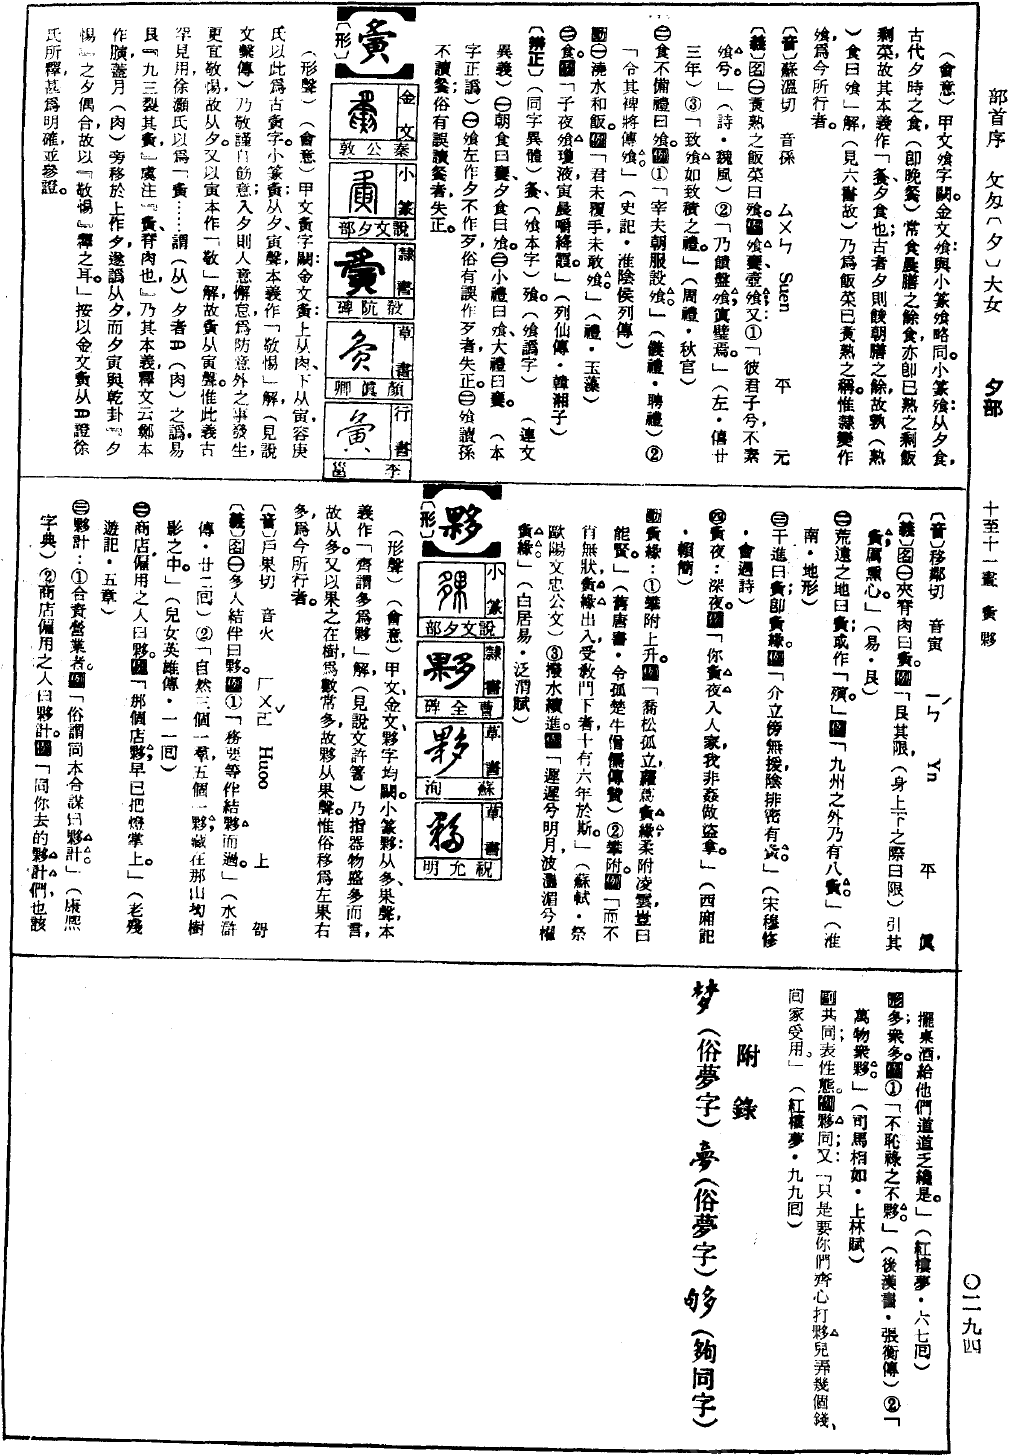 部首序　夊夕（夕）大女　夕部　十至十一畫　夤夥　〇二一九四
（會意）甲文飧字闕金文飧：與小篆飧略同。小篆飧：从夕食，
古代夕時之食（卽晚餐）常食晨膳之餘食，亦卽已熟之剩飯
剩菜，故其本義作「餔夕食也；古者夕則餕朝膳之餘，故孰（熟
）食曰飧」解（見六書故）乃爲飯菜已煑熟之稱。惟隸變作
飧爲今所行者。
〔音〕蘇溫切　音孫　ㄙㄨㄣ　Suen　平　元
〔義〕名㊀煑熟之飯菜曰飧。例飧饔、壺飧；又①「彼君子兮，不素
飧兮。」（詩・魏風）②「乃饋盤飧，寘璧焉。」（左・僖廿
三年）③「致飧如致積之禮。」（周禮・秋官）
㊁食不備禮曰飧。例①「宰夫朝服設飧。」（儀禮・聘禮）②
「令其裨將傳飧。」（史記・淮陰侯列傳）
動㊀澆水和飯。例「君未覆手，未敢飧。」（禮・玉藻）
㊁食。例「子夜飧瓊液，寅晨嚼絳霞。」（列仙傳・韓湘子）
〔辨正〕（同字異體）餐（飧本字）飱（飧譌字）　（連文
異義）㊀朝食曰饔，夕食曰飧。㊁小禮曰飧，大禮曰饔。　（本
字正譌）㊀飧左作夕不作歹，俗有誤作歹者失正。㊁飧讀孫
不讀餐，俗有誤讀餐者，失正。
夤
〔形〕
金文　秦公敦
小篆　說文夕部
隸書　敬阬碑
草書　顏眞卿
行書　李邕
（形聲）（會意）甲文夤字闕金文夤：上从肉、下从寅，容庚
氏以此爲古夤字。小篆夤：从夕、寅聲，本義作「敬惕」解（見說
文繫傳）乃敬謹自飭意；入夕則人意懈怠，爲防意外之事發生，
更宜敬惕，故从夕。又以寅本作「敬」解，故夤从寅聲。惟此義古
罕見用，徐灝氏以爲「夤……謂（从）夕者（肉）之譌，易
艮『九三裂其夤』虞注『夤，脊肉也』乃其本義，釋文云鄭本
作䐄，蓋月（肉）旁移於上作夕，遂譌从夕，而夕寅與乾卦『夕
惕』之夕偶合，故以『敬惕』釋之耳。」按以金文夤从肉證徐
氏所釋，甚爲明確，並參證。
〔音〕移鄰切　音寅　ㄧㄣˊ　Yn　平　眞
〔義〕名㊀夾脊肉曰夤。例「艮其限，（身上下之際曰限）引其
夤，厲熏心。」（易・艮）
㊁荒遠之地曰夤；或作「殥」。例「九州之外，乃有八夤。」（淮
南・地形）
㊂干進曰夤；卽夤緣。例「介立傍無援，陰排密有夤。」（宋穆修
・會遇詩）
㊃夤夜：深夜。例「你夤夜入人家，我非姦做盜拿。」（西廂記
・賴簡）
動夤緣：①攀附上升。例「喬松孤立，蘿蔦夤緣，柔附凌雲，豈曰
能賢。」（舊唐書・令狐楚牛僧孺傳贊）②攀附。例「而不
肖無狀，夤緣出入，受教門下者，十有六年於斯。」（蘇軾・祭
歐陽文忠公文）③撥水續進。例「遲遲兮明月，波澹灔兮櫂
夤緣」（白居易・泛渭賦）
夥
〔形〕
小篆　說文夕部
隸書　曹全碑
草書　蘇洵
草書　祝允明
（形聲）（會意）甲文、金文、夥字均闕。小篆夥：从多、果聲，本
義作「齊謂多爲夥」解（見說文許箸）乃指器物盛多而言，
故从多。又以果之在樹，爲數常多，故夥从果聲。惟俗移爲左果右
多，爲今所行者。
〔音〕戶果切　音火　ㄏㄨㄛˇ　Huoo　上　哿
〔義〕名㊀多人結伴曰夥。例①「務要等作結夥而過。」（水滸
傳・廿二回）②「自然三個一羣，五個一夥，藏在那山坳樹
影之中」（兒女英雄傳・一一回）
㊁商店傭用之人曰夥。例「那個店夥早已把燈掌上。」（老殘
遊記・五章）
㊂夥計：①合資營業者。例「俗謂同本合謀曰夥計」（康熙
字典）②商店傭用之人曰夥計。例「問你去的夥計們，也該
擺桌酒，給他們道道乏纔是。」（紅樓夢・六七回）
形多；衆多。例①「不恥祿之不夥」（後漢書・張衡傳）②「
萬物衆夥。」（司馬相如・上林賦）
副共同；表性態。例夥同；又「只是要你們齊心打夥兒弄幾個錢、
回家受用。」（紅樓夢・九九回）
附錄
梦（俗夢字）夣（俗夢字）够（夠同字）